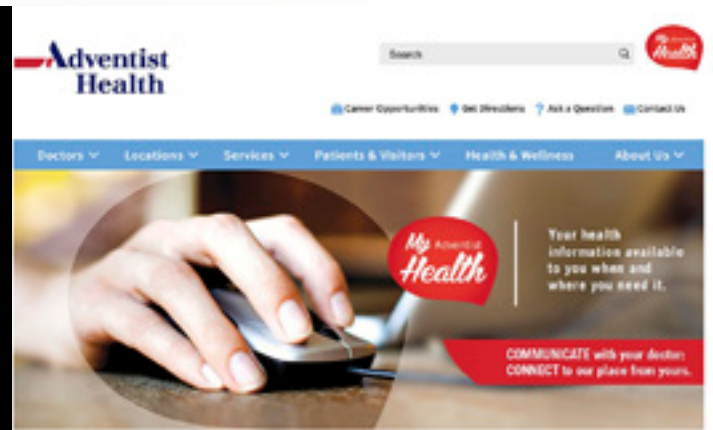 Adventist
Health
Search
My Adventist
Health
Career Opportunities Get Directions Ask a Question Contact Us
Doctors Locations Services Patients & Visitors Health & Wellness About Us
My Adventist
Health
Your health
information available
to you when and
where you need it.
COMMUNICATE with your doctor:
CONNECT to our place from yours.